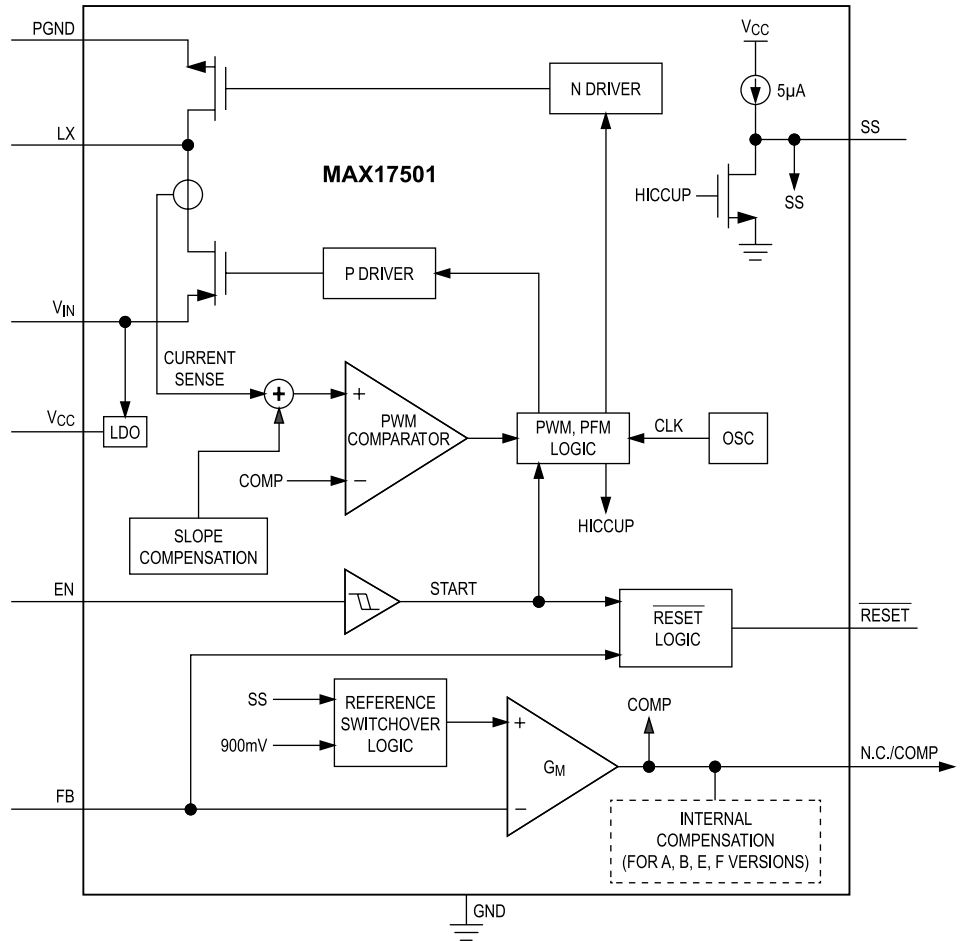 PGND
VCC
N DRIVER
5µA
LX
SS
MAX17501
HICCUP
SS
P DRIVER
VIN
CURRENT
SENSE
+
+
VCC
LDO
PWM
COMPARATOR
PWM, PFM
LOGIC
CLK
OSC
COMP
–
HICCUP
SLOPE
COMPENSATION
EN
START
RESET
LOGIC
RESET
SS
REFERENCE
SWITCHOVER
LOGIC
900mV
+
GM
COMP
N.C./COMP
FB
–
INTERNAL
COMPENSATION
(FOR A, B, E, F VERSIONS)
GND